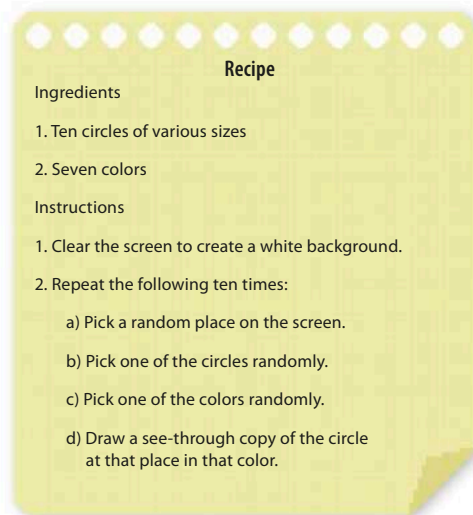 Recipe
Ingredients
1. Ten circles of various sizes
2. Seven colors
Instructions
1. Clear the screen to create a white background.
2. Repeat the following ten times:
a) Pick a random place on the screen.
b) Pick one of the circles randomly.
c) Pick one of the colors randomly.
d) Draw a see-through copy of the circle
at that place in that color.